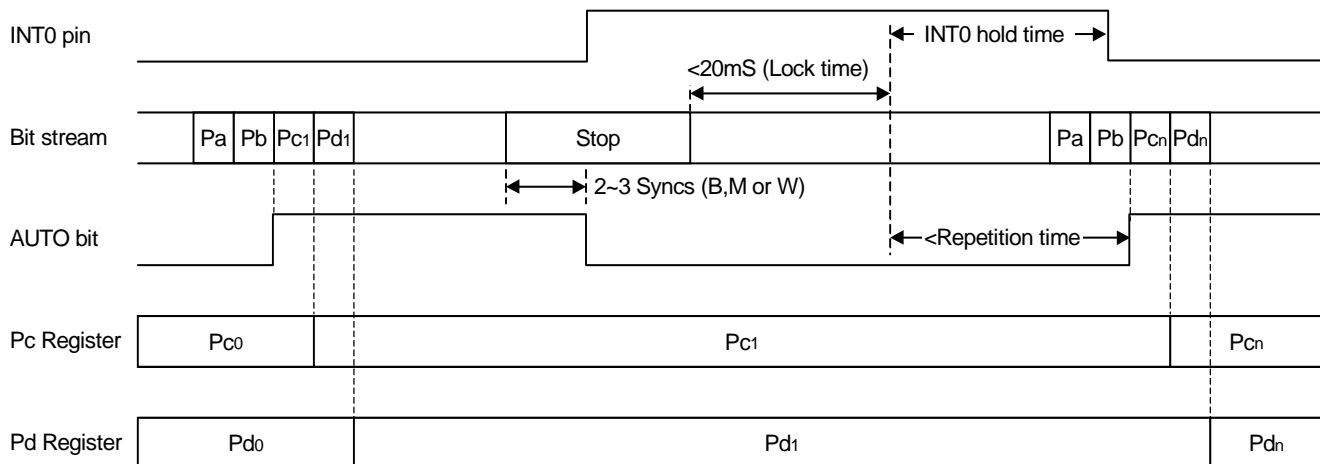 INT0 pin
INT0 hold time
<20mS (Lock time)
Bit stream
Pa Pb Pc1 Pd1 Stop Pa Pb Pcn Pdn
2~3 Syncs (B,M or W)
AUTO bit
<Repetition time
Pc Register Pc0 Pc1 Pcn
Pd Register Pd0 Pd1 Pdn